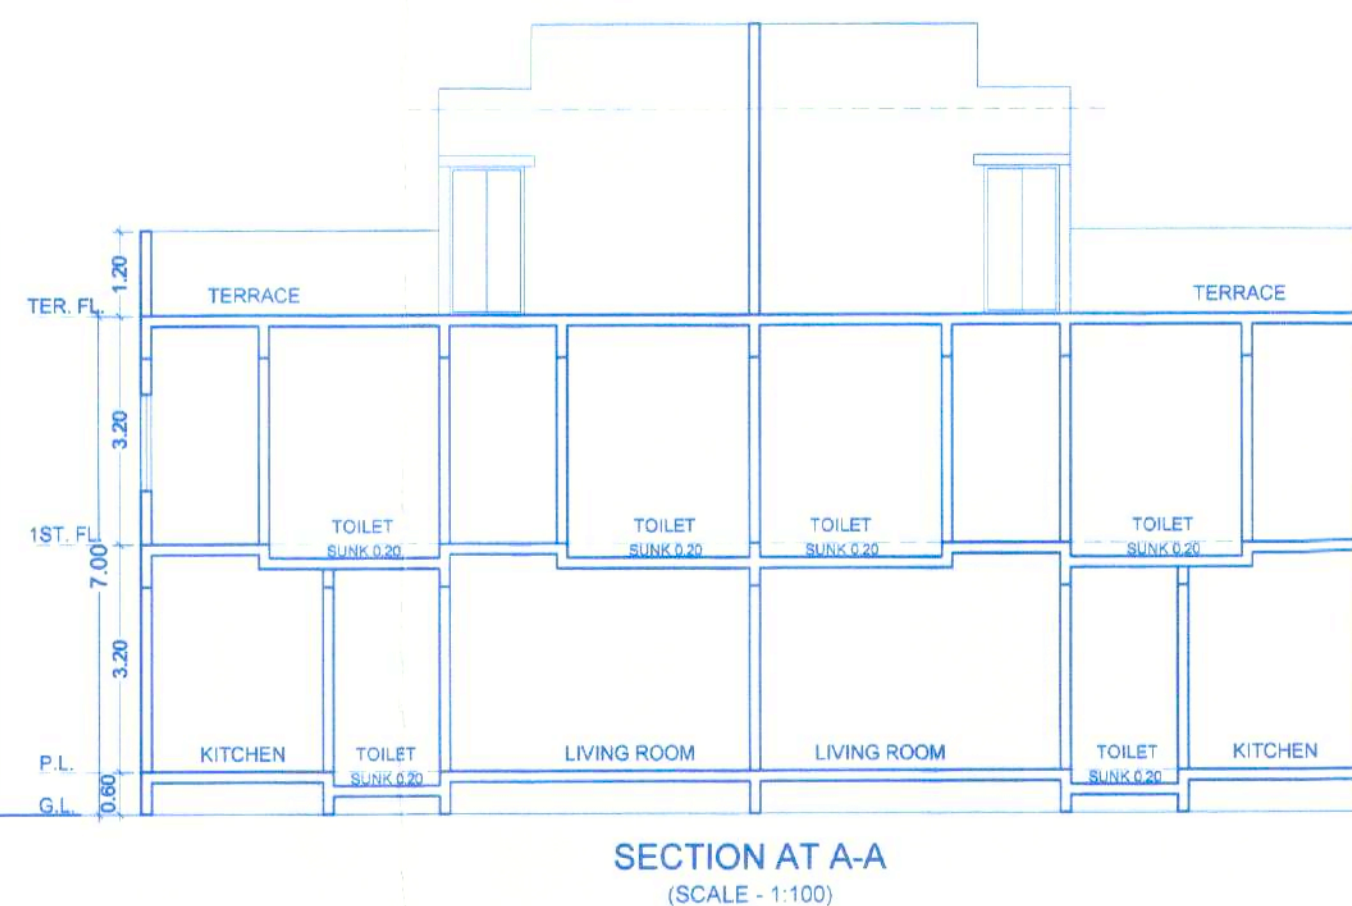 1.20
TERRACE
TERRACE
TER. FL.
3.20
TOILET
TOILET
TOILET
TOILET
1ST. FL.
SUNK 0.20
SUNK 0.20
SUNK 0.20
SUNK 0.20
7.00
3.20
KITCHEN
TOILET
LIVING ROOM
LIVING ROOM
TOILET
KITCHEN
P.L.
SUNK 0.20
SUNK 0.20
0.60
G.L.
SECTION AT A-A
(SCALE - 1:100)